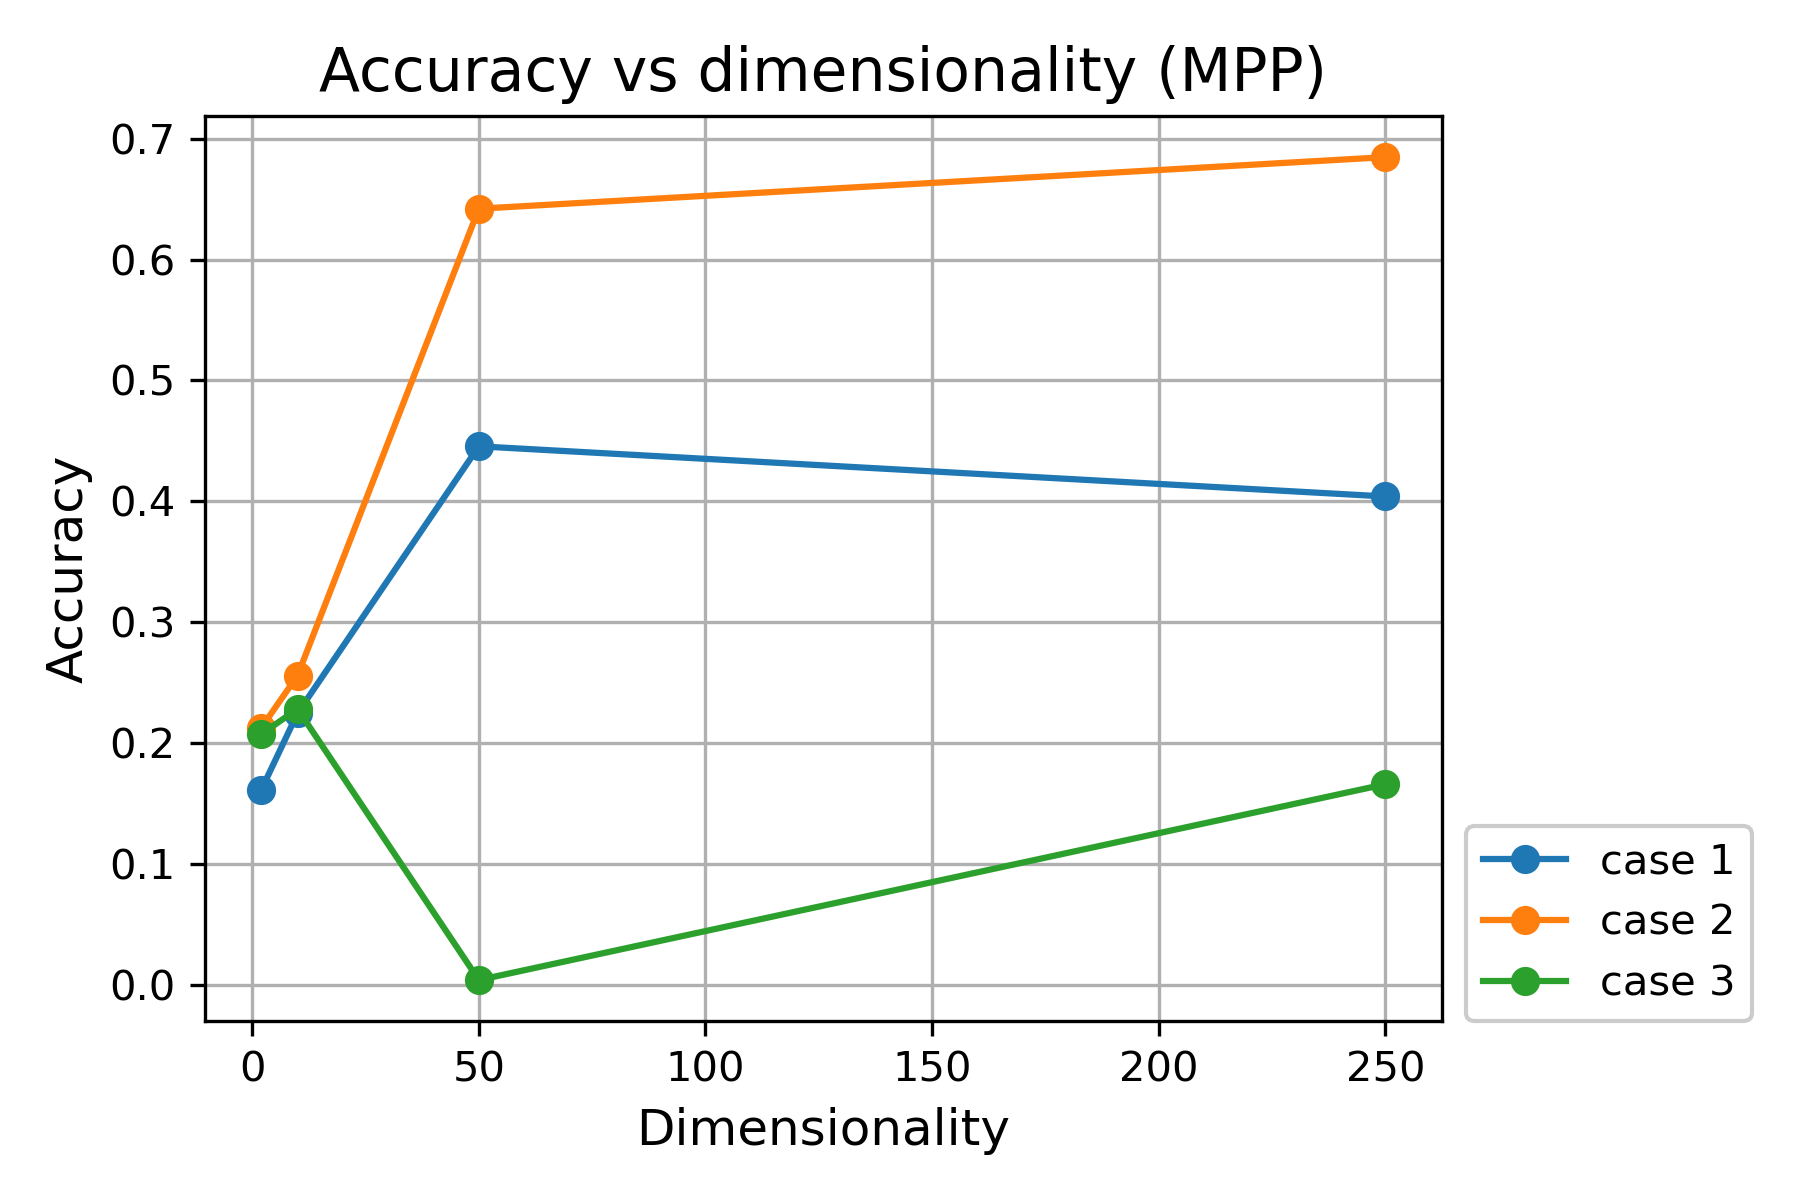 Accuracy vs dimensionality (MPP)
Accuracy
0.7
0.6
0.5
0.4
0.3
0.2
0.1
0.0
0 50 100 150 200 250
Dimensionality
case 1
case 2
case 3